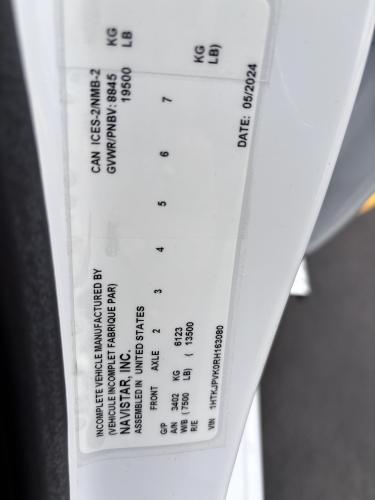 INCOMPLETE VEHICLE MANUFACTURED BY
(VEHICULE INCOMPLET FABRIQUE PAR)
NAVISTAR, INC.
ASSEMBLED IN UNITED STATES
CAN ICES-2/NMB-2
GVWR/PNBV: 8845 KG
19500 LB
FRONT AXLE 2 3 4 5 6 7
G/P
A/N 3402 KG 6123 KG
W/B (7500 LB) ( 13500 LB)
R/E
VIN 1HTKJPVK0RH163080
DATE: 05/2024